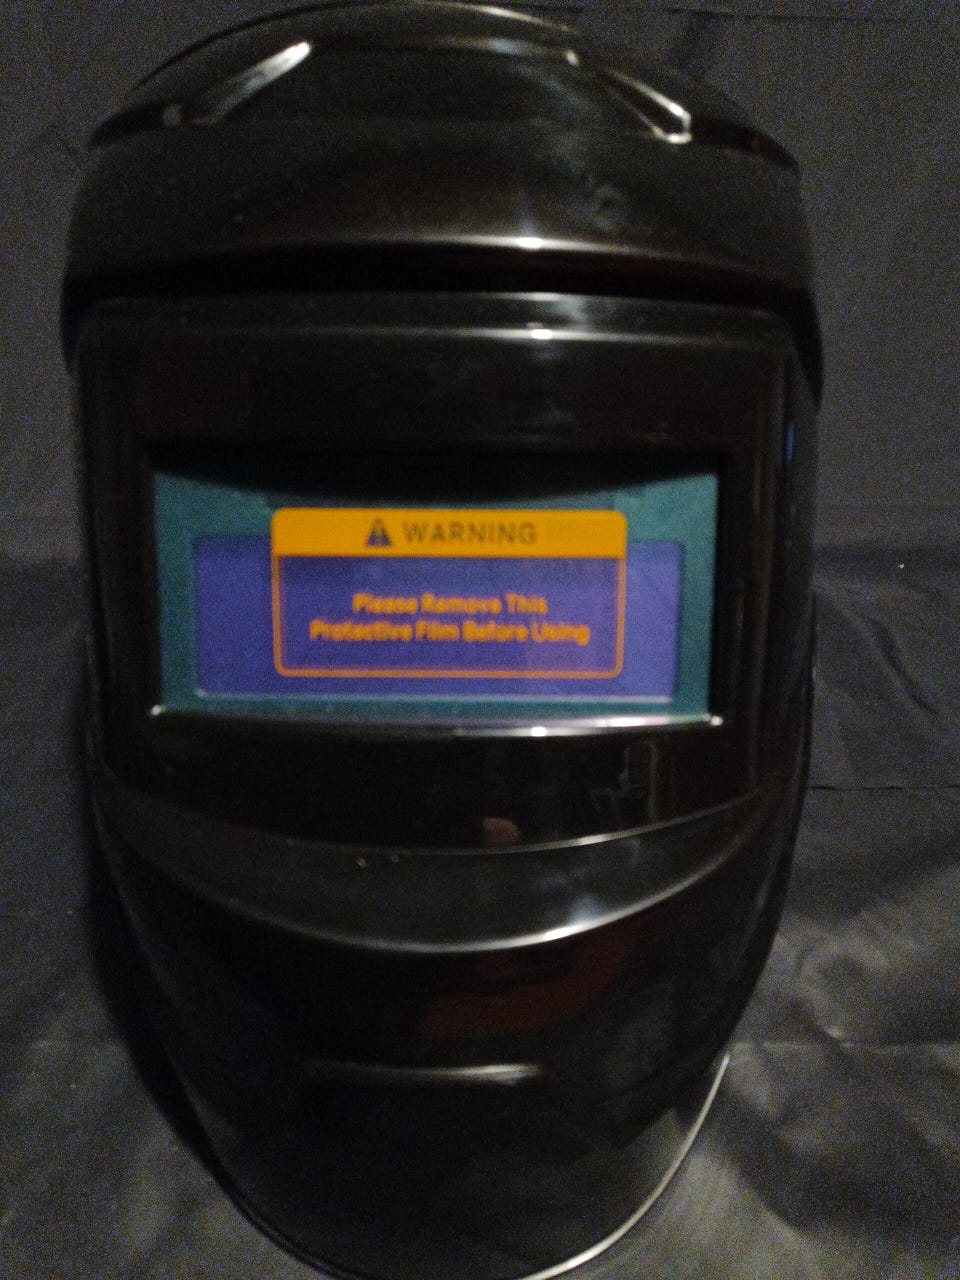 WARNING
Please Remove This
Protective Film Before Using